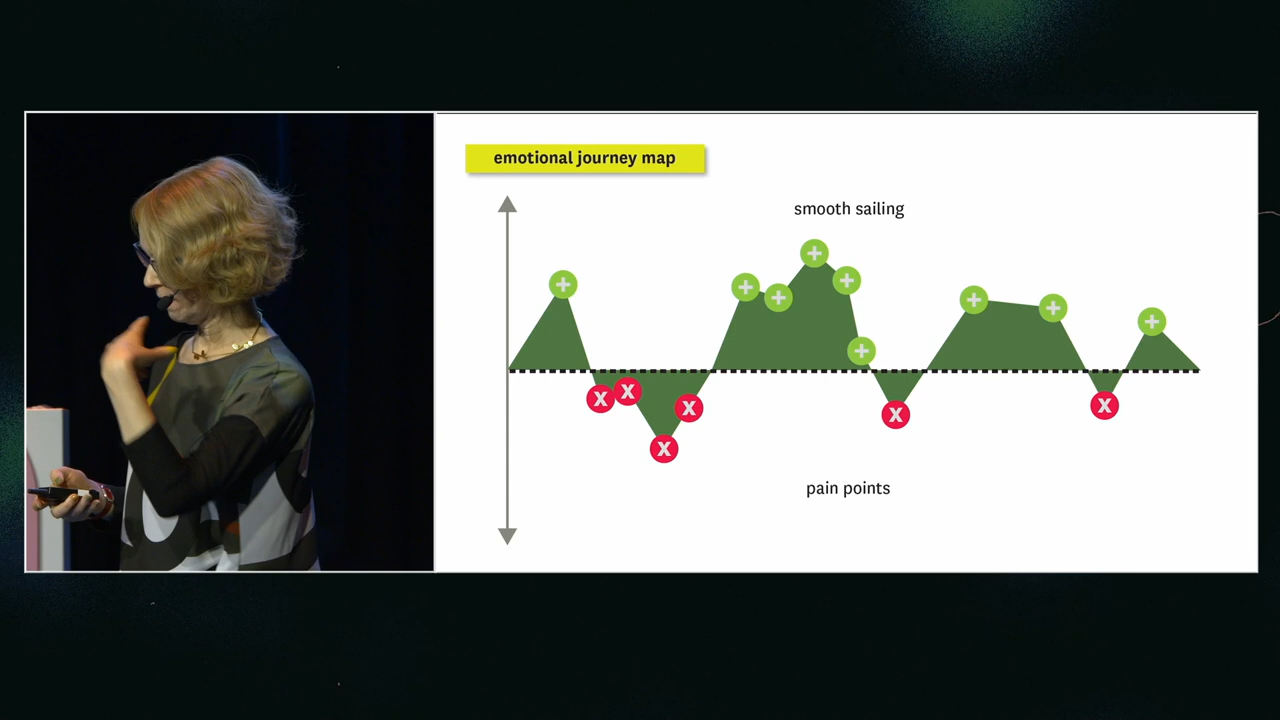 emotional journey map
smooth sailing
+
+
+
+
+
+
+
+
+
X
X
X
X
X
X
pain points